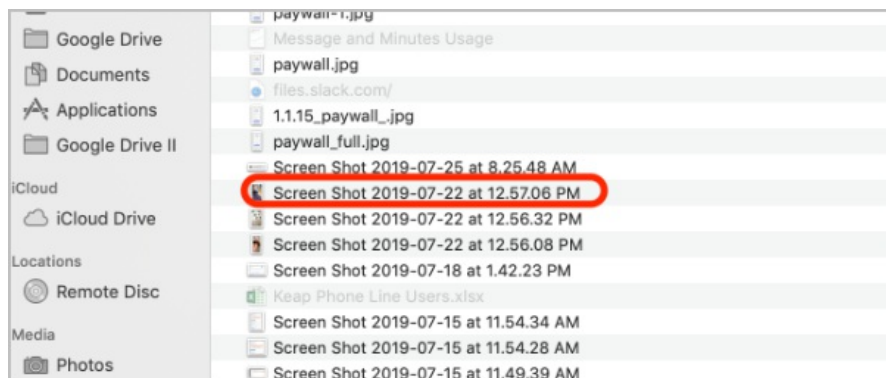 Google Drive
Documents
Applications
Google Drive II
iCloud
iCloud Drive
Locations
Remote Disc
Media
Photos
paywall-1.jpg
Message and Minutes Usage
paywall.jpg
files.slack.com/
1.1.15_paywall_.jpg
paywall_full.jpg
Screen Shot 2019-07-25 at 8.25.48 AM
Screen Shot 2019-07-22 at 12.57.06 PM
Screen Shot 2019-07-22 at 12.56.32 PM
Screen Shot 2019-07-22 at 12.56.08 PM
Screen Shot 2019-07-18 at 1.42.23 PM
Keap Phone Line Users.xlsx
Screen Shot 2019-07-15 at 11.54.34 AM
Screen Shot 2019-07-15 at 11.54.28 AM
Screen Shot 2019-07-15 at 11.49.39 AM